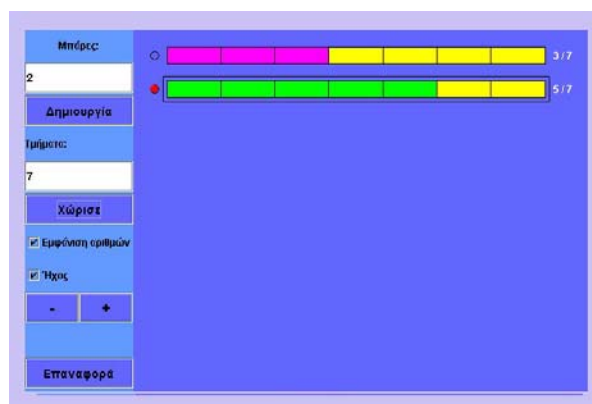 Μπάρες:
3/7
2
5/7
Δημιουργία
Τμήματα:
7
Χώρισε
Εμφάνιση αριθμών
Ήχος
- +
Επαναφορά